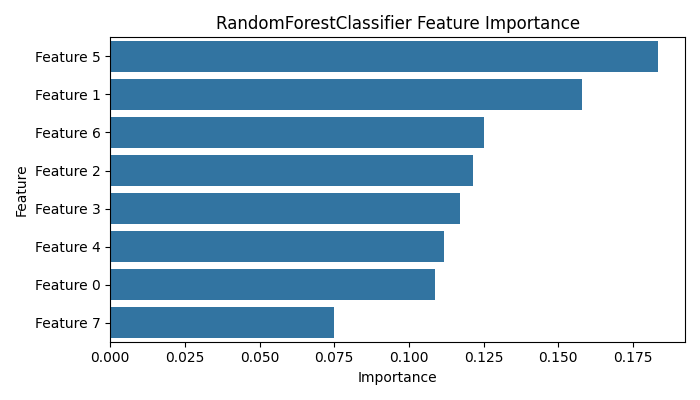 RandomForestClassifier Feature Importance
Feature 5
Feature 1
Feature 6
Feature 2
Feature 3
Feature 4
Feature 0
Feature 7
Feature
0.000 0.025 0.050 0.075 0.100 0.125 0.150 0.175
Importance